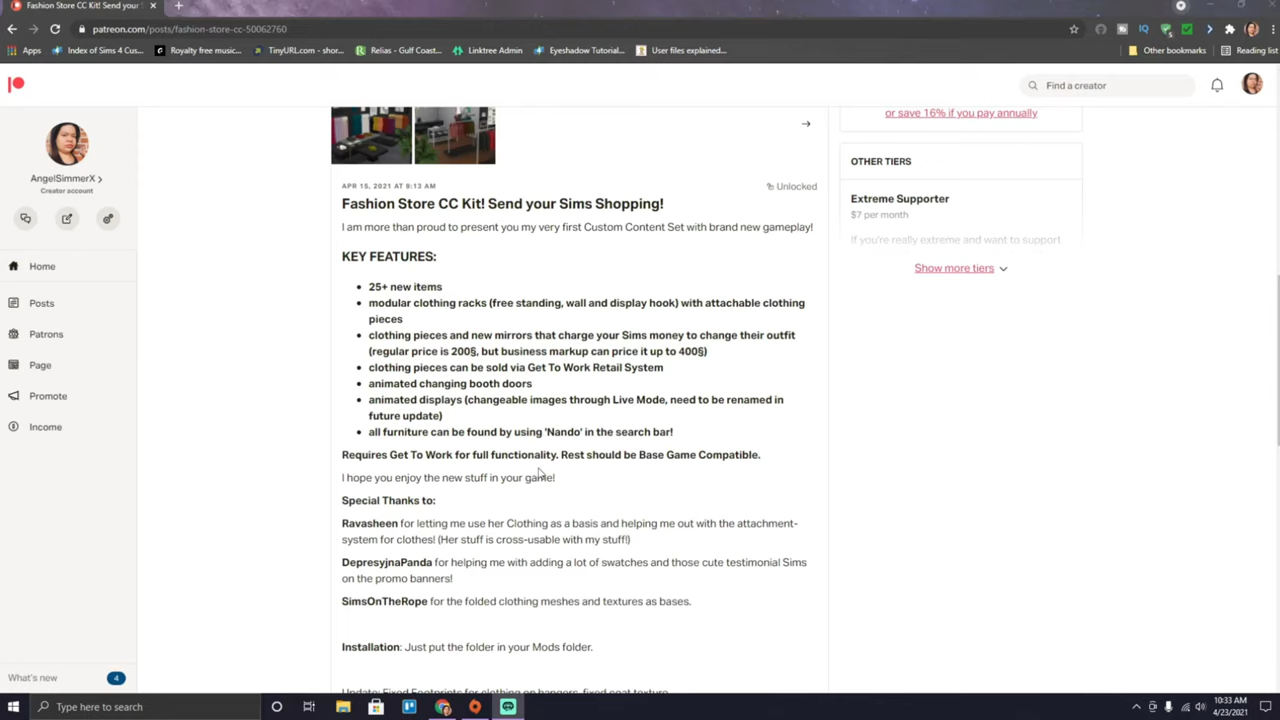 Fashion Store CC Kit! Send your
patreon.com/posts/fashion-store-cc-50062760
Apps
Index of Sims 4 Cus...
Royalty free music...
TinyURL.com - shor...
Relias - Gulf Coast...
Linktree Admin
Eyeshadow Tutorial...
User files explained...
Other bookmarks
Reading list
Find a creator
AngelSimmerX
Creator account
Home
Posts
Patrons
Page
Promote
Income
What's new
4
APR 15, 2021 AT 9:13 AM
Unlocked
Fashion Store CC Kit! Send your Sims Shopping!
I am more than proud to present you my very first Custom Content Set with brand new gameplay!
KEY FEATURES:
25+ new items
modular clothing racks (free standing, wall and display hook) with attachable clothing
pieces
clothing pieces and new mirrors that charge your Sims money to change their outfit
(regular price is 200§, but business markup can price it up to 400§)
clothing pieces can be sold via Get To Work Retail System
animated changing booth doors
animated displays (changeable images through Live Mode, need to be renamed in
future update)
all furniture can be found by using 'Nando' in the search bar!
Requires Get To Work for full functionality. Rest should be Base Game Compatible.
I hope you enjoy the new stuff in your game!
Special Thanks to:
Ravasheen for letting me use her Clothing as a basis and helping me out with the attachment-
system for clothes! (Her stuff is cross-usable with my stuff!)
DepresyjnaPanda for helping me with adding a lot of swatches and those cute testimonial Sims
on the promo banners!
SimsOnTheRope for the folded clothing meshes and textures as bases.
Installation: Just put the folder in your Mods folder.
Update: Fixed Footprints for clothing on hangers, fixed coat texture
or save 16% if you pay annually
OTHER TIERS
Extreme Supporter
$7 per month
If you're really extreme and want to support
Show more tiers
Type here to search
10:33 AM
4/23/2021